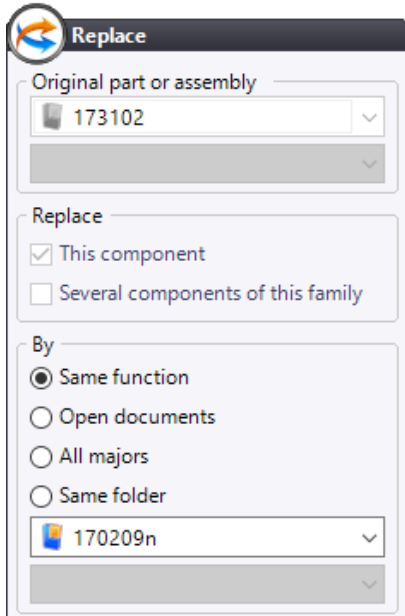 Replace
Original part or assembly
173102
Replace
This component
Several components of this family
By
Same function
Open documents
All majors
Same folder
170209n